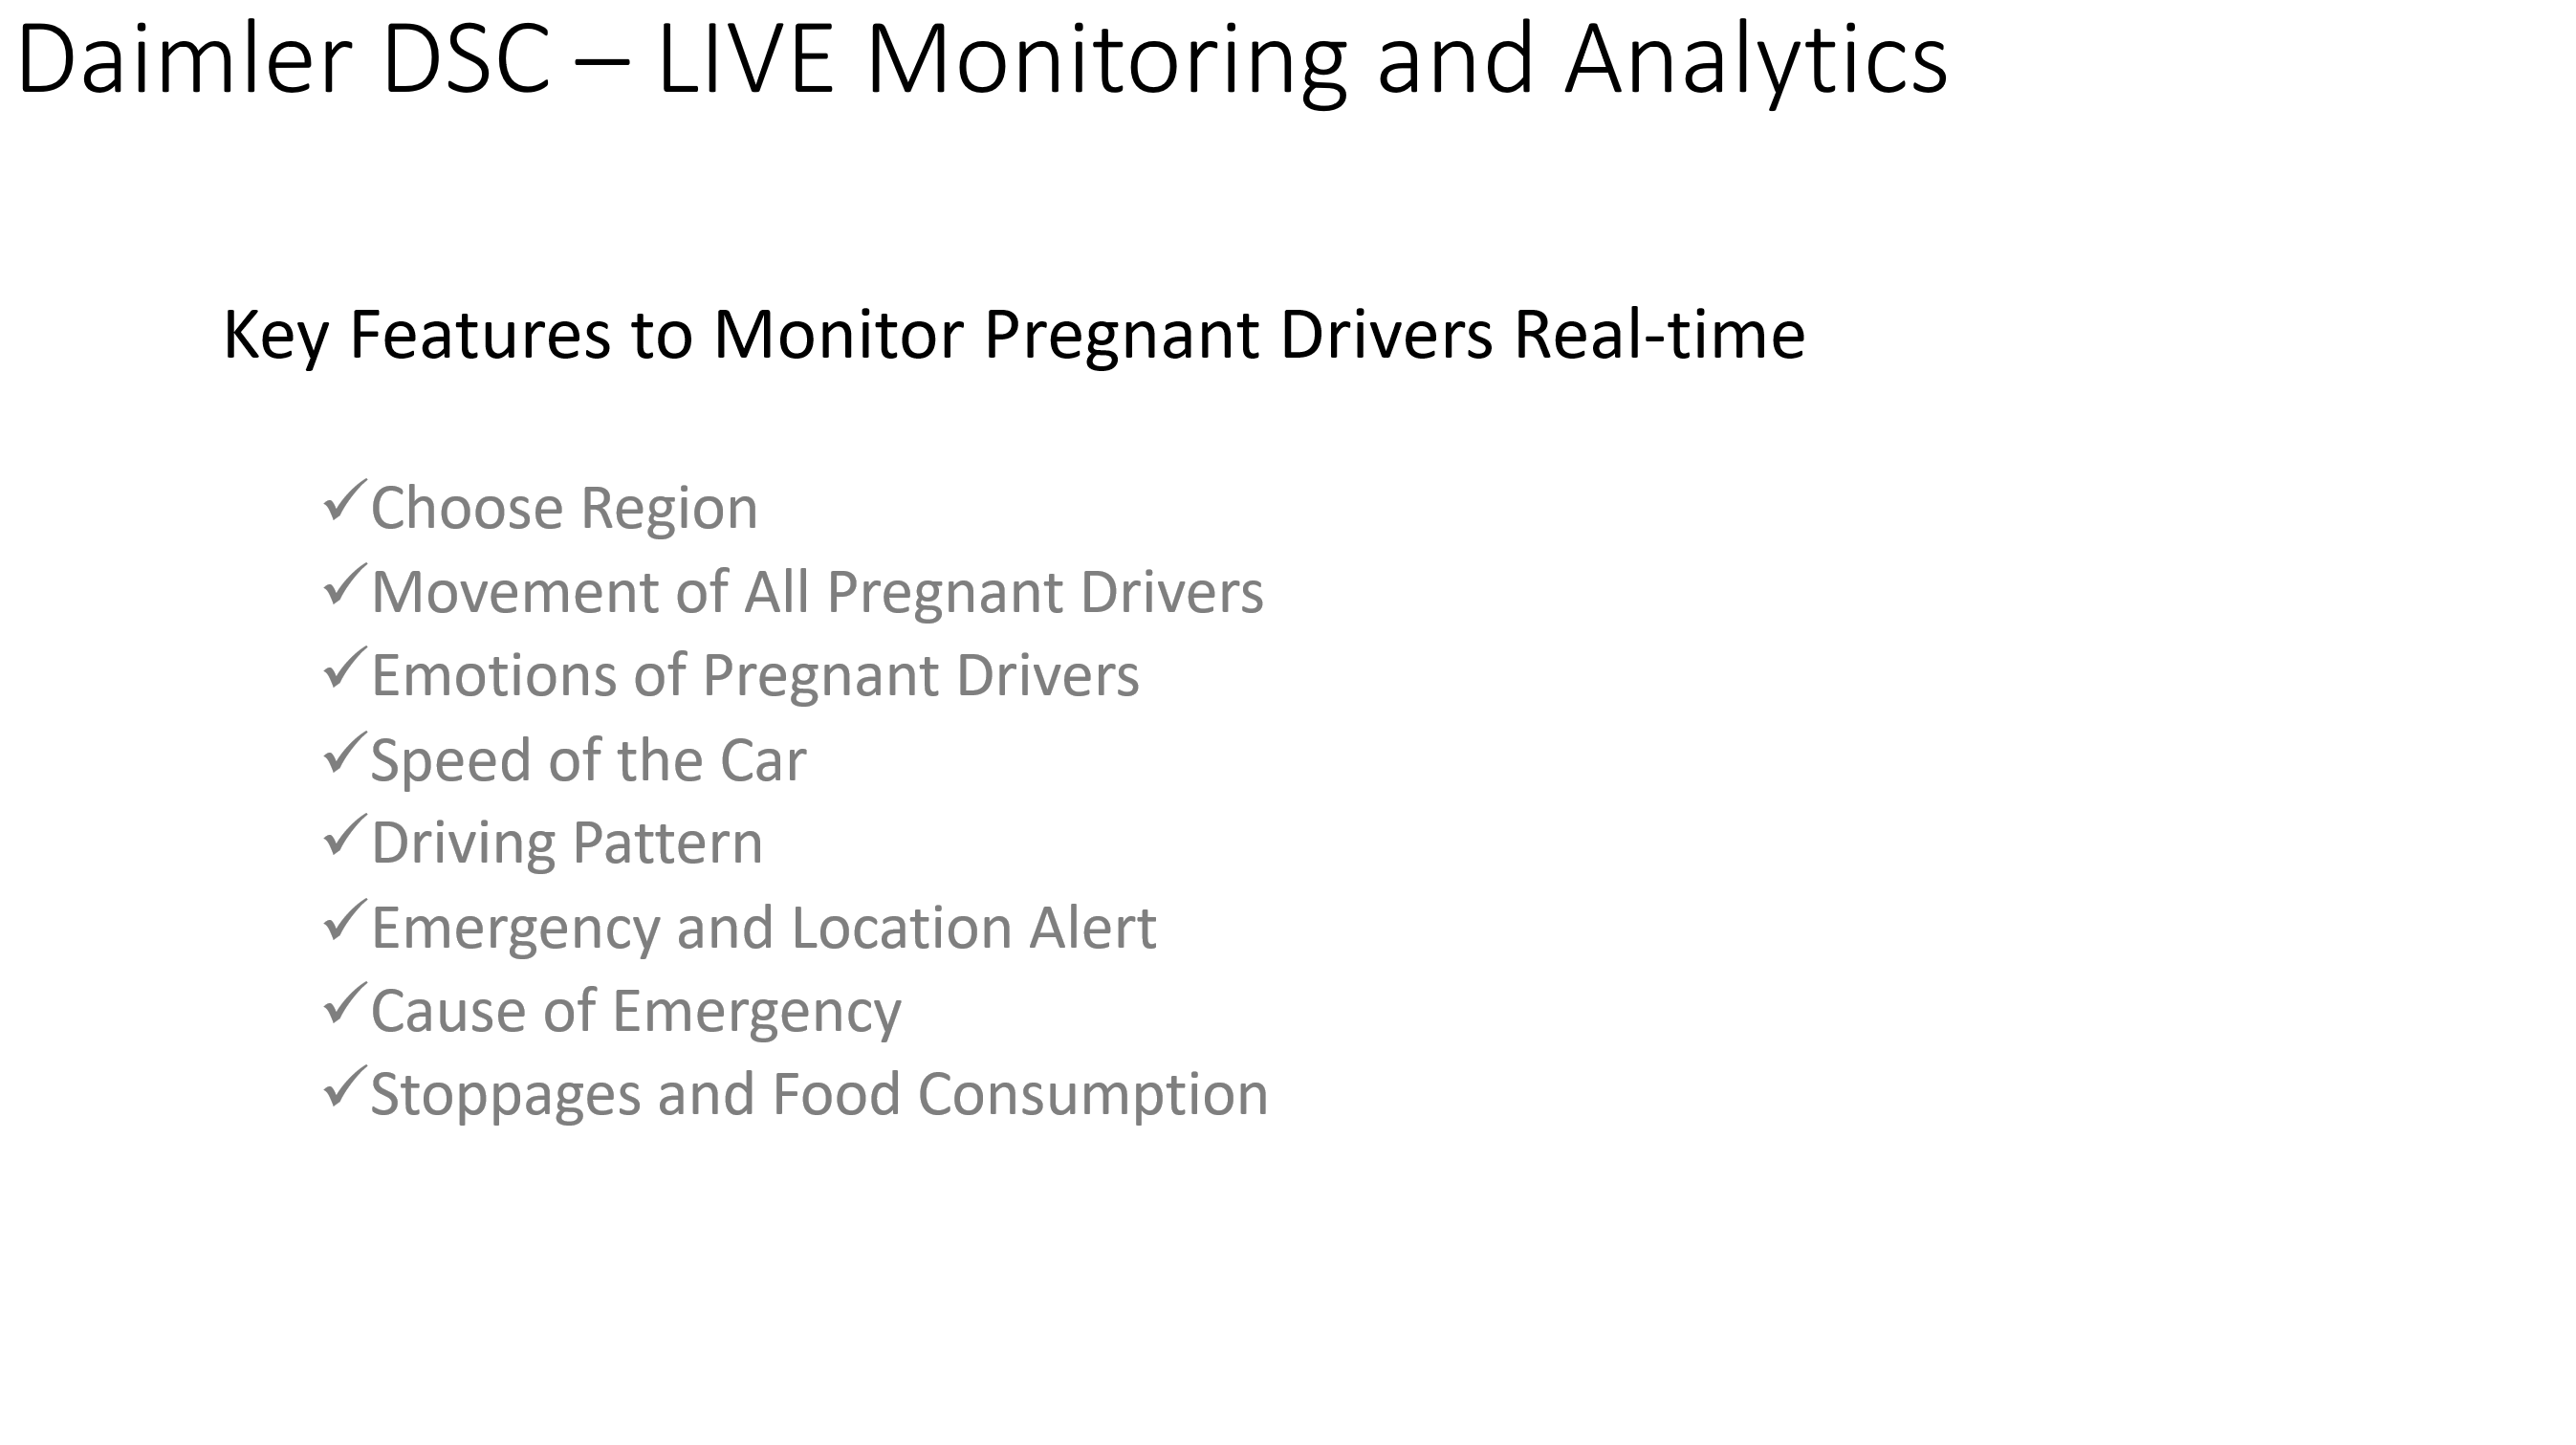 Daimler DSC – LIVE Monitoring and Analytics
Key Features to Monitor Pregnant Drivers Real-time
✓Choose Region
✓Movement of All Pregnant Drivers
✓Emotions of Pregnant Drivers
✓Speed of the Car
✓Driving Pattern
✓Emergency and Location Alert
✓Cause of Emergency
✓Stoppages and Food Consumption